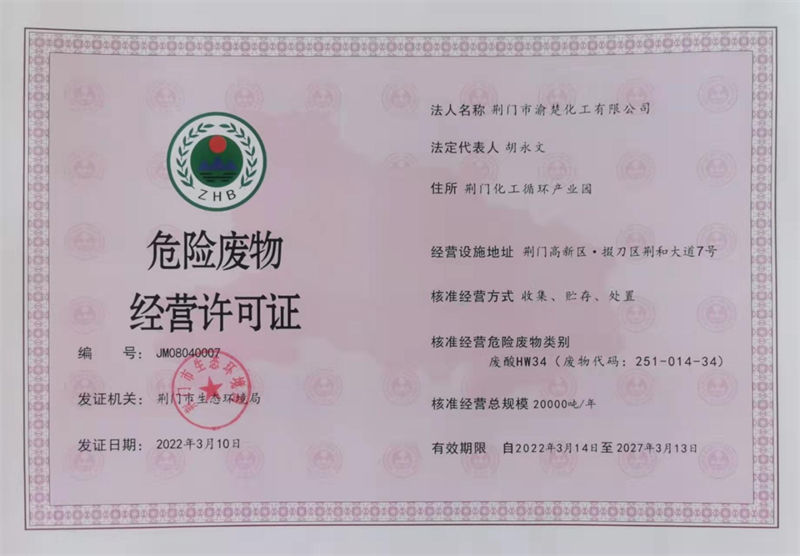 ZHB
危险废物
经营许可证
编 号： JM08040007
发证机关： 荆门市生态环境局
发证日期： 2022年3月10日
荆门市生态环境局
法人名称 荆门市渝楚化工有限公司
法定代表人 胡永文
住所 荆门化工循环产业园
经营设施地址 荆门高新区·掇刀区荆和大道7号
核准经营方式 收集、贮存、处置
核准经营危险废物类别
废酸HW34（废物代码：251-014-34）
核准经营总规模 20000吨/年
有效期限 自2022年3月14日至2027年3月13日